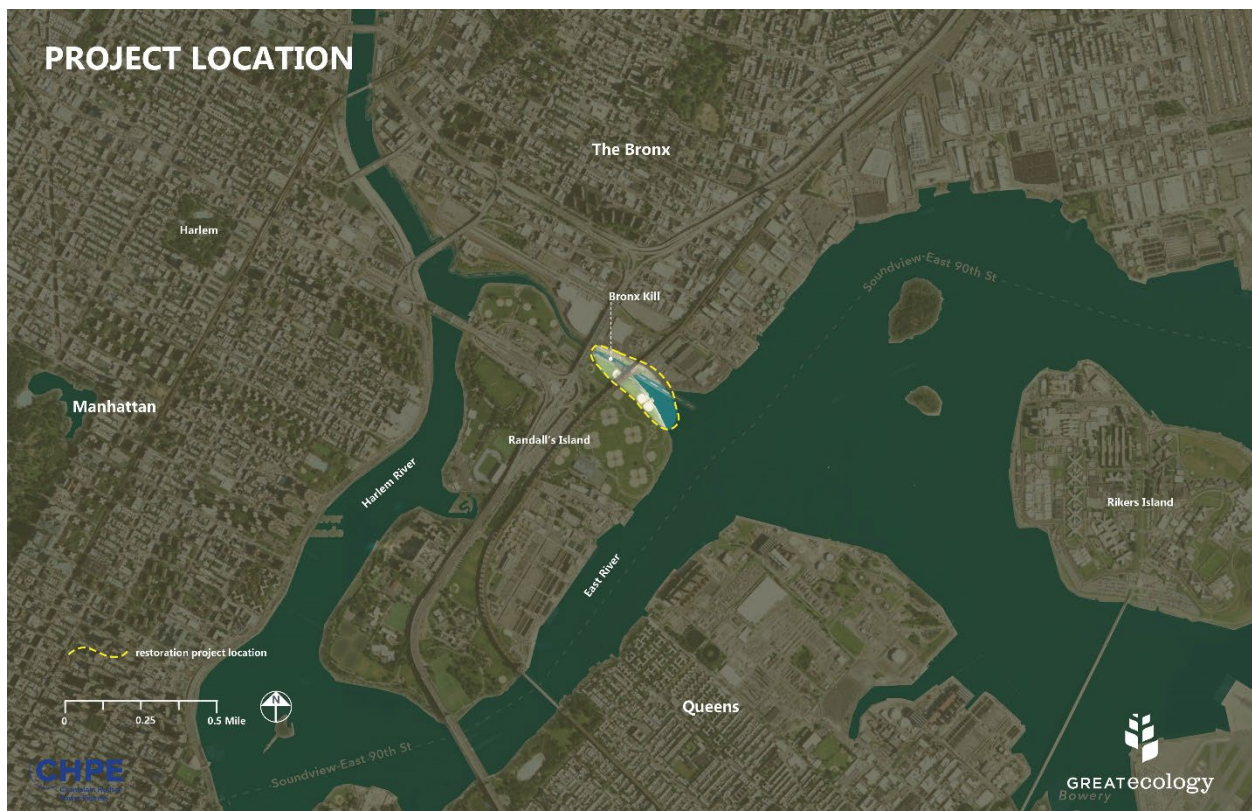 PROJECT LOCATION
The Bronx
Harlem
Soundview-East 90th St
Bronx Kill
Manhattan
Randall's Island
Harlem River
Rikers Island
East River
restoration project location
Queens
0 0.25 0.5 Mile
N
Soundview-East 90th St
CHPE
GREATecology
Bowery